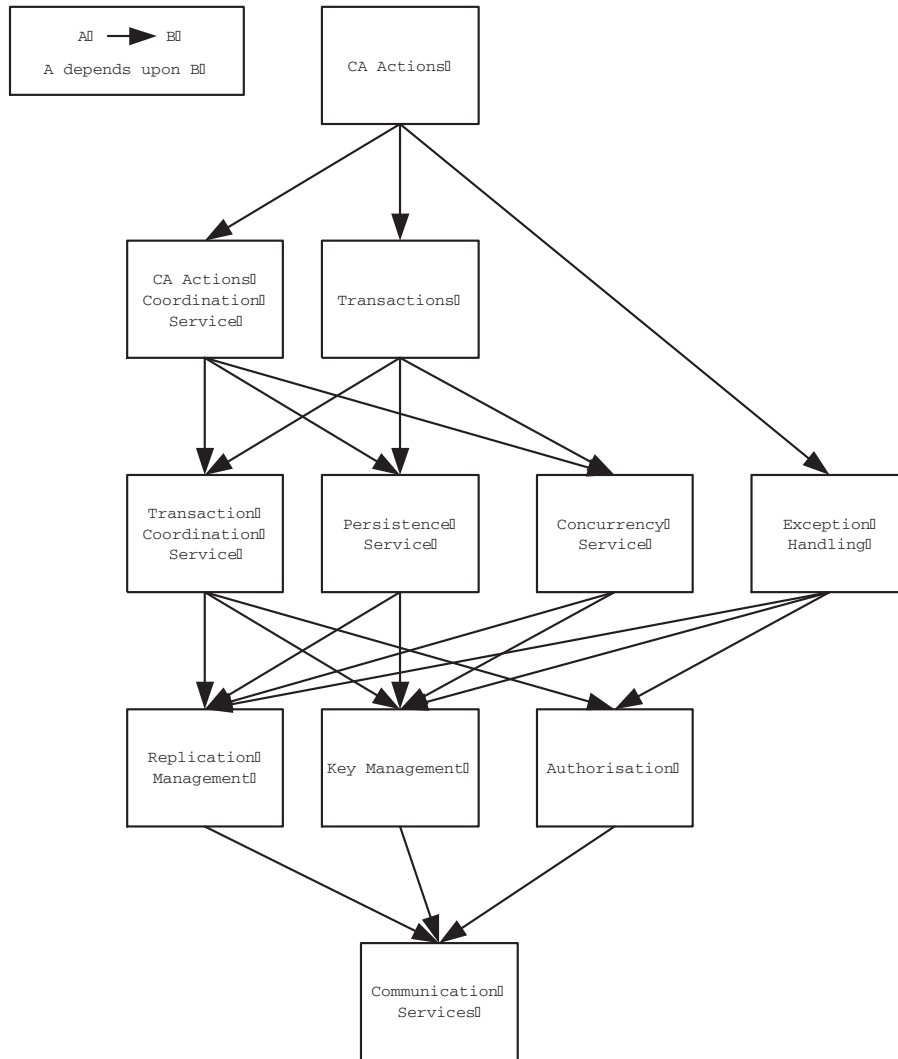 A B
A depends upon B
CA Actions
CA Actions
Coordination
Service
Transactions
Transaction
Coordination
Service
Persistence
Service
Concurrency
Service
Exception
Handling
Replication
Management
Key Management
Authorisation
Communication
Services